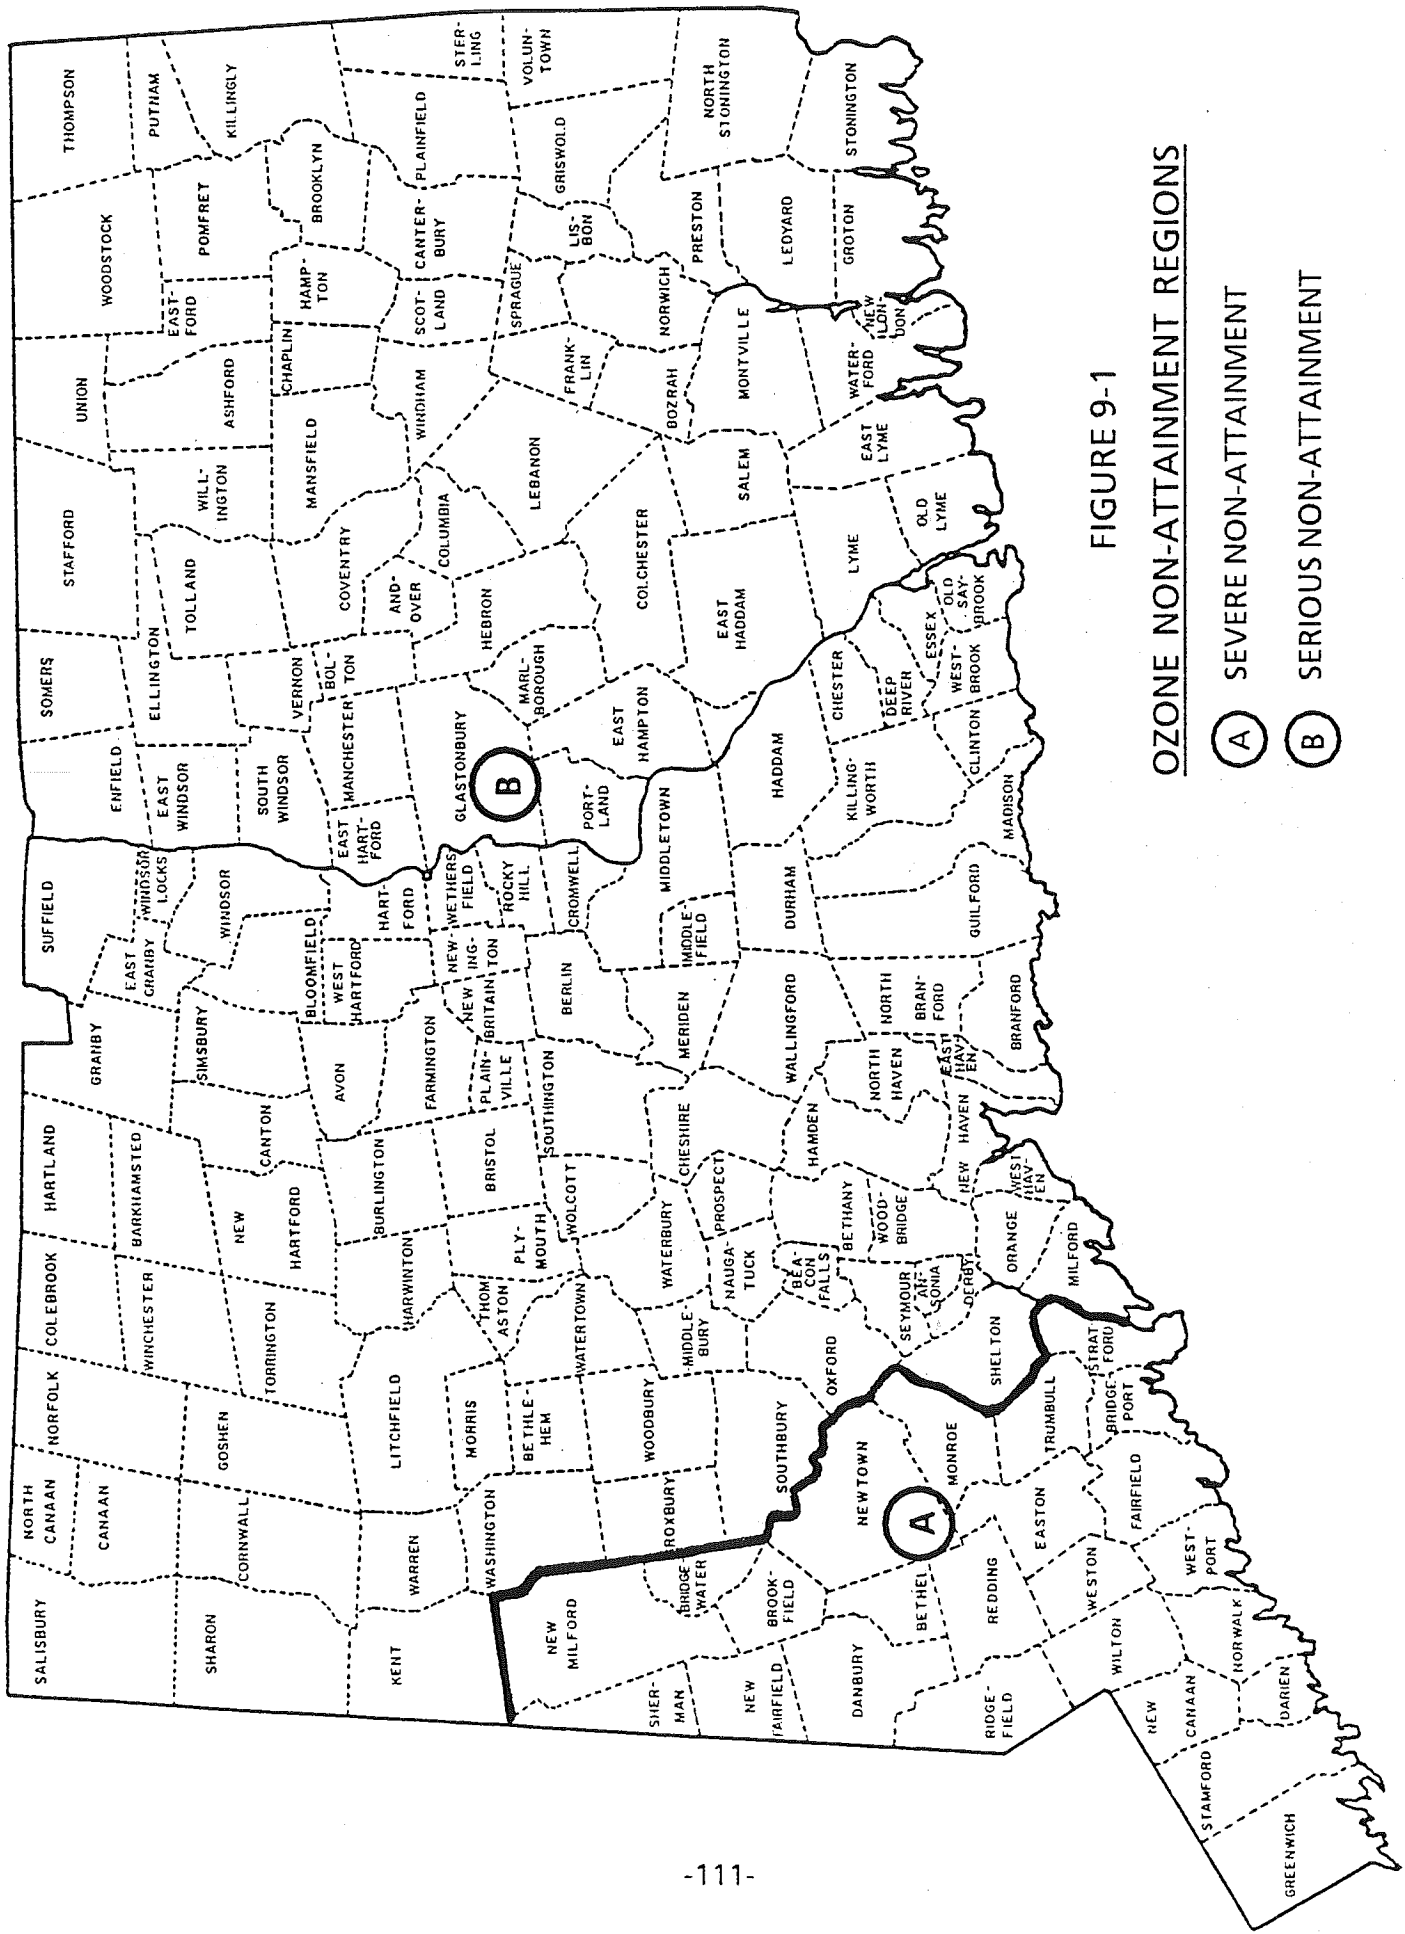 THOMPSON
PUTNAM
KILLINGLY
STER-
LING
VOLUN-
TOWN
NORTH
STONINGTON
STONINGTON
WOODSTOCK
POMFRET
BROOKLYN
PLAINFIELD
GRISWOLD
CANTER-
BURY
LIS-
BON
PRESTON
LEDYARD
GROTON
EAST-
FORD
HAMP-
TON
SCOT-
LAND
SPRAGUE
NORWICH
NEW
LON-
DON
UNION
ASHFORD
CHAPLIN
WINDHAM
FRANK-
LIN
BOZRAH
MONTVILLE
WATER-
FORD
STAFFORD
WILL-
INGTON
MANSFIELD
COLUMBIA
LEBANON
SALEM
EAST
LYME
TOLLAND
COVENTRY
AND-
OVER
HEBRON
COLCHESTER
EAST
HADDAM
LYME
OLD
LYME
SOMERS
ELLINGTON
VERNON
BOL-
TON
MARL-
BOROUGH
EAST
HAMPTON
CHESTER
DEEP
RIVER
ESSEX
OLD
SAY-
BROOK
WEST-
BROOK
ENFIELD
EAST
WINDSOR
SOUTH
WINDSOR
MANCHESTER
EAST
HART-
FORD
GLASTONBURY
B
PORT-
LAND
HADDAM
KILLING-
WORTH
CLINTON
MADISON
SUFFIELD
WINDSOR
LOCKS
EAST
GRANBY
WINDSOR
BLOOMFIELD
HART-
FORD
WEST
HARTFORD
WETHERS
FIELD
ROCKY
HILL
NEW-
ING-
TON
CROMWELL
MIDDLETOWN
MIDDLE
FIELD
DURHAM
GUILFORD
GRANBY
SIMSBURY
AVON
FARMINGTON
NEW
BRITAIN
PLAIN-
VILLE
BERLIN
SOUTHINGTON
MERIDEN
WALLINGFORD
NORTH
BRAN-
FORD
BRANFORD
NORTH
HAVEN
EAST
HAV-
EN
HARTLAND
BARKHAMSTED
CANTON
NEW
HARTFORD
BURLINGTON
BRISTOL
WOLCOTT
CHESHIRE
PROSPECT
HAMDEN
NEW HAVEN
WEST
HAV-
EN
COLEBROOK
WINCHESTER
TORRINGTON
HARWINTON
PLY-
MOUTH
THOM
ASTON
WATERTOWN
WATERBURY
MIDDLE-
BURY
NAUGA-
TUCK
BEA-
CON
FALLS
BETHANY
WOOD-
BRIDGE
SEYMOUR
AN-
SONIA
DERBY
ORANGE
MILFORD
NORFOLK
GOSHEN
LITCHFIELD
MORRIS
BETHLE-
HEM
WOODBURY
SOUTHBURY
OXFORD
SHELTON
STRAT-
FORD
NORTH
CANAAN
CANAAN
CORNWALL
WARREN
WASHINGTON
ROXBURY
NEWTOWN
A
MONROE
TRUMBULL
BRIDGE-
PORT
EASTON
FAIRFIELD
SALISBURY
SHARON
KENT
NEW
MILFORD
BRIDGE-
WATER
BROOK-
FIELD
BETHEL
REDDING
WESTON
WEST-
PORT
SHER-
MAN
NEW
FAIRFIELD
DANBURY
RIDGE-
FIELD
WILTON
NORWALK
NEW
CANAAN
DARIEN
STAMFORD
GREENWICH
FIGURE 9-1
OZONE NON-ATTAINMENT REGIONS
A SEVERE NON-ATTAINMENT
B SERIOUS NON-ATTAINMENT
-111-